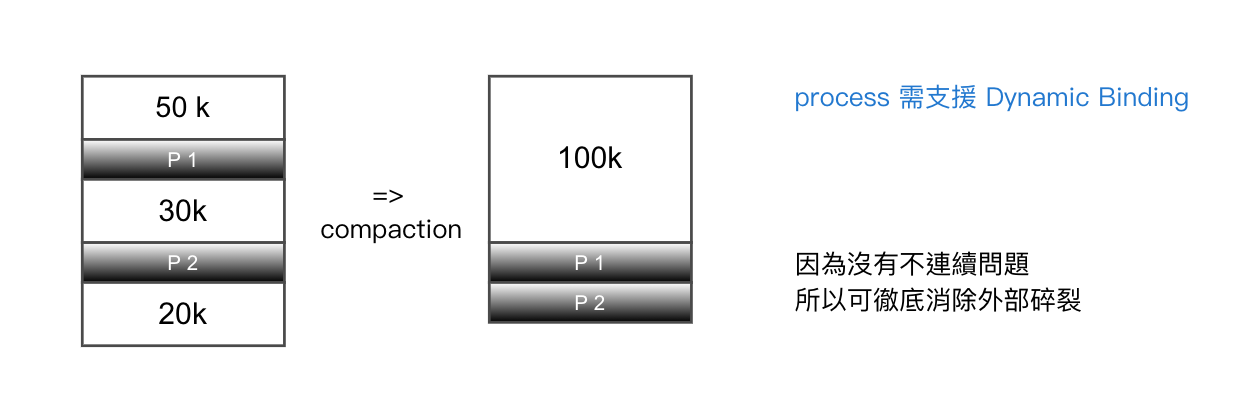 50 k
P 1
30k
P 2
20k
=>
compaction
100k
P 1
P 2
process 需支援 Dynamic Binding
因為沒有不連續問題
所以可徹底消除外部碎裂